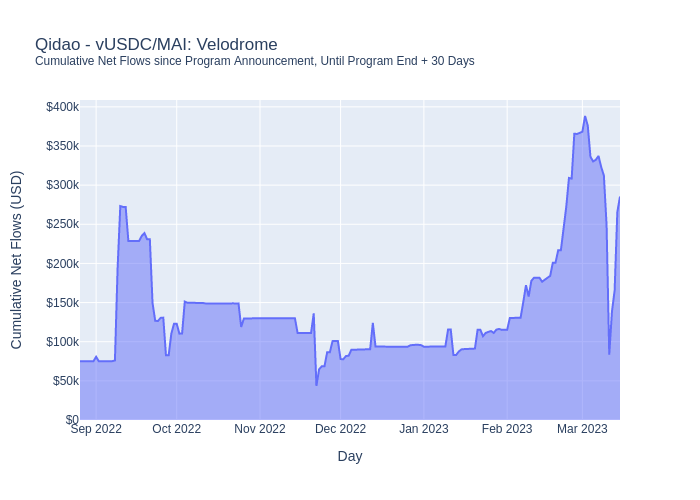 Qidao - vUSDC/MAI: Velodrome
Cumulative Net Flows since Program Announcement, Until Program End + 30 Days
Cumulative Net Flows (USD)
$400k
$350k
$300k
$250k
$200k
$150k
$100k
$50k
$0
Sep 2022 Oct 2022 Nov 2022 Dec 2022 Jan 2023 Feb 2023 Mar 2023
Day